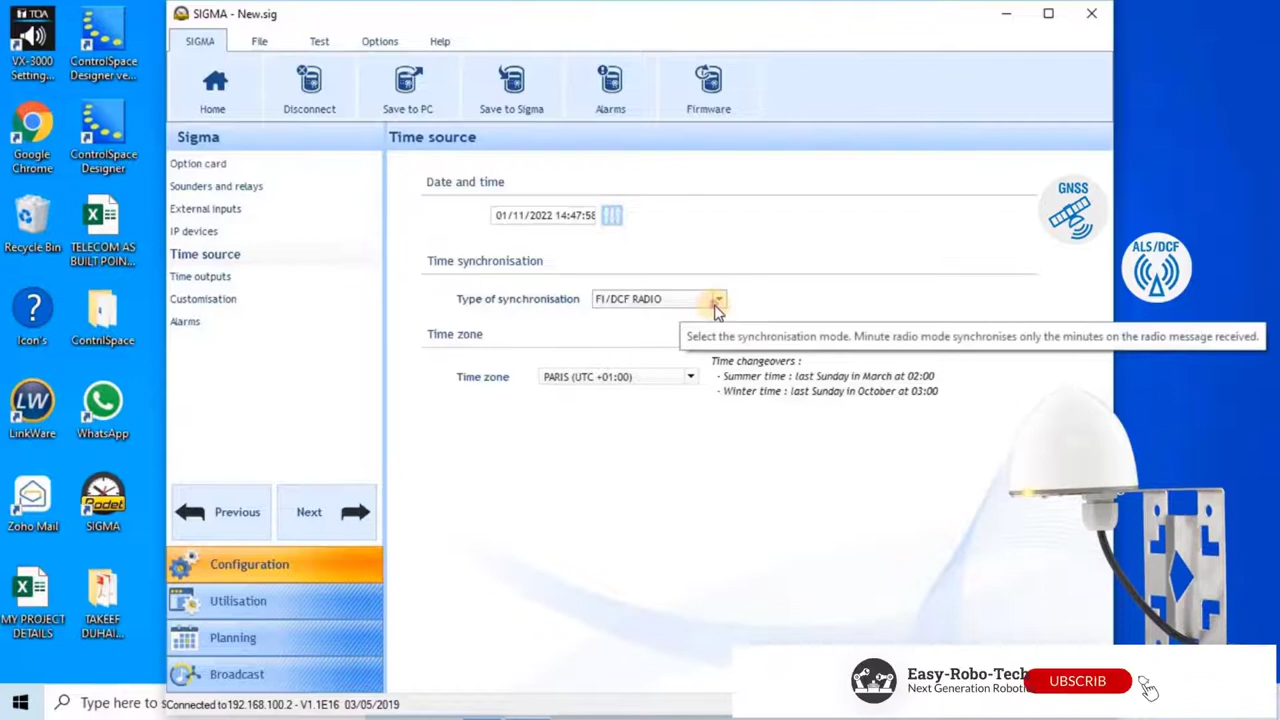 TOA
VX-3000
Setting...
ControlSpace
Designer ve...
Google
Chrome
ControlSpace
Designer
Recycle Bin
TELECOM AS
BUILT POIN...
Icon's
ContrlSpace
LW
LinkWare
WhatsApp
Zoho Mail
Bodet
SIGMA
MY PROJECT
DETAILS
TAKEEF
DUHAI...
SIGMA - New.sig
SIGMA
File
Test
Options
Help
Home
Disconnect
Save to PC
Save to Sigma
Alarms
Firmware
Sigma
Option card
Sounders and relays
External inputs
IP devices
Time source
Time outputs
Customisation
Alarms
Previous
Next
Configuration
Utilisation
Planning
Broadcast
Time source
Date and time
01/11/2022 14:47:58
Time synchronisation
Type of synchronisation
FI/DCF RADIO
Select the synchronisation mode. Minute radio mode synchronises only the minutes on the radio message received.
Time zone
Time zone
PARIS (UTC +01:00)
Time changeovers :
- Summer time : last Sunday in March at 02:00
- Winter time : last Sunday in October at 03:00
GNSS
ALS/DCF
Easy-Robo-Tech
Next Generation Roboti
UBSCRIB
Type here to s
Connected to192.168.100.2 - V1.1E16 03/05/2019